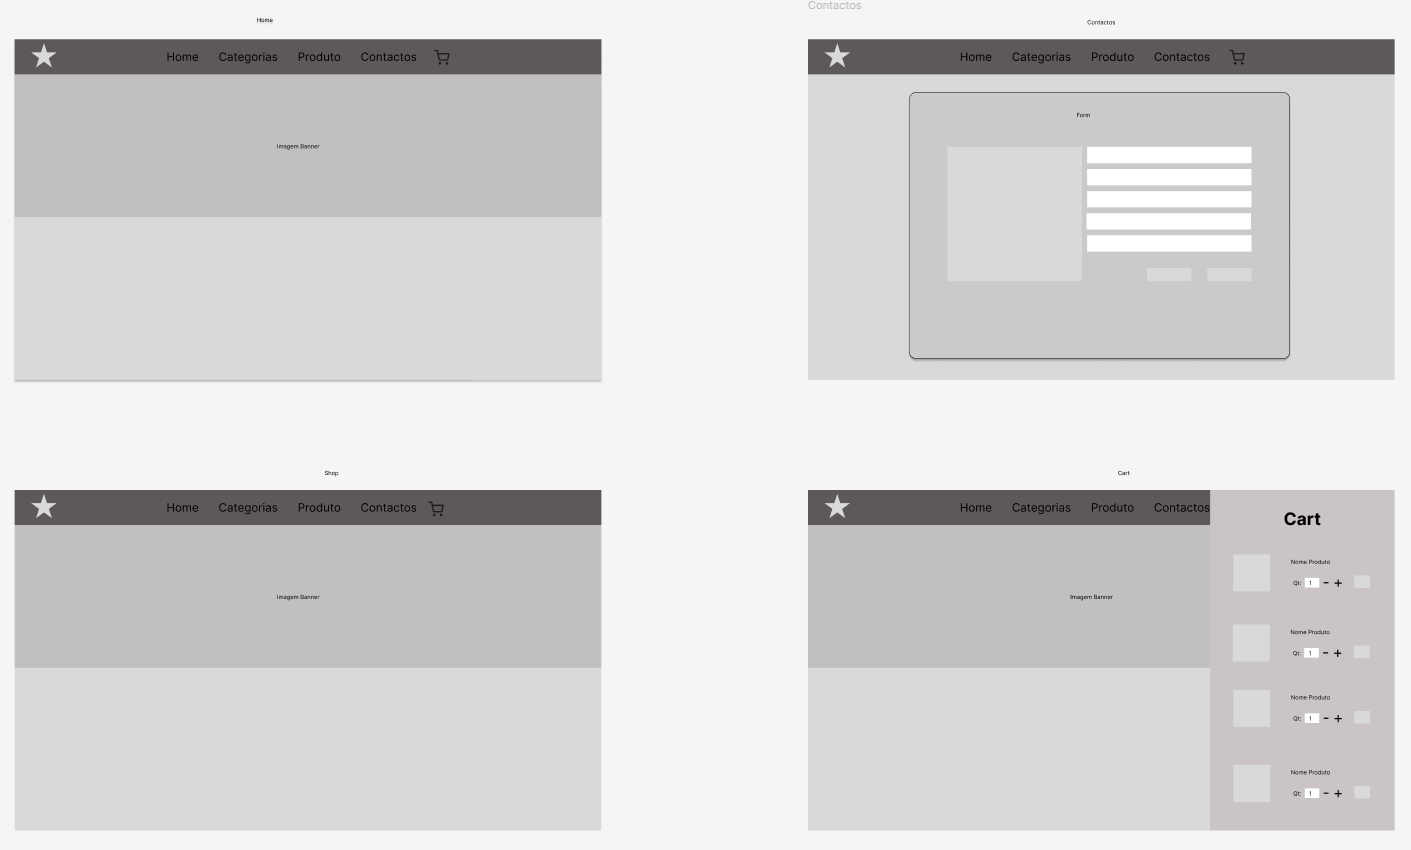 Contactos
Home
Contactos
Home Categorias Produto Contactos
Imagem Banner
Home Categorias Produto Contactos
Form
Shop
Cart
Home Categorias Produto Contactos
Imagem Banner
Home Categorias Produto Contactos
Imagem Banner
Cart
Nome Produto
Qt: 1 - +
Nome Produto
Qt: 1 - +
Nome Produto
Qt: 1 - +
Nome Produto
Qt: 1 - +